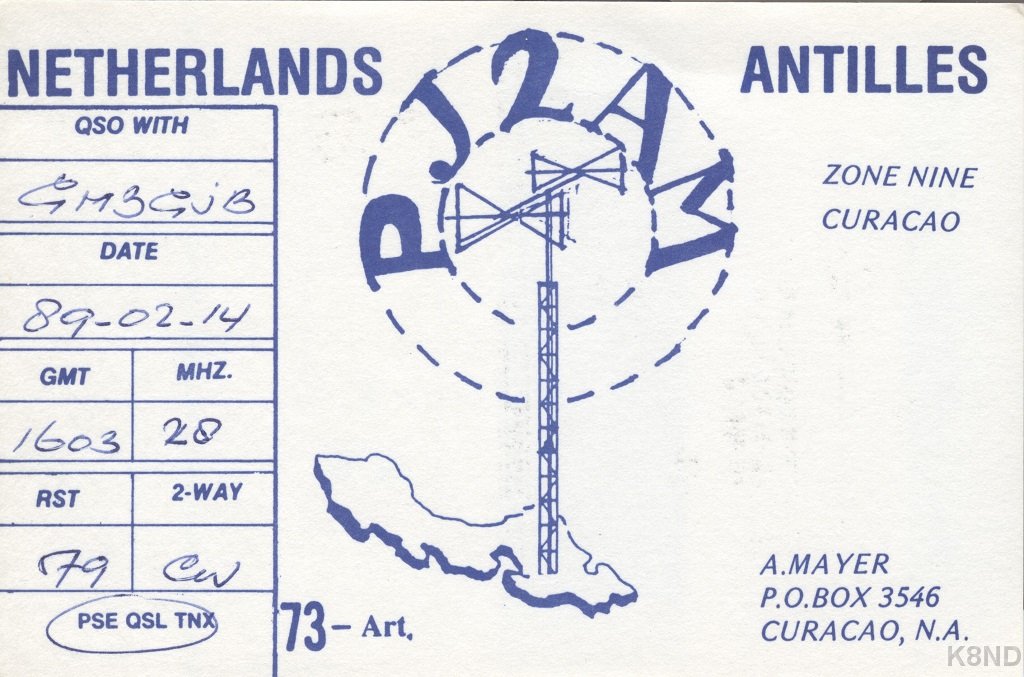 NETHERLANDS ANTILLES
PJ2AM
QSO WITH
GM3GJB
DATE
89-02-14
GMT MHZ.
1603 28
RST 2-WAY
79 CW
PSE QSL TNX
73- Art.
ZONE NINE
CURACAO
A.MAYER
P.O.BOX 3546
CURACAO, N.A.
K8ND